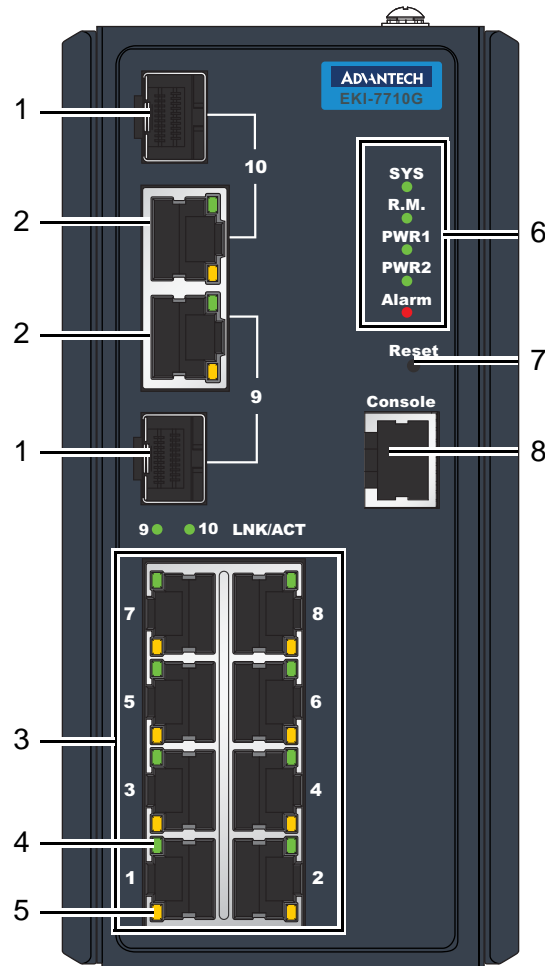 ADVANTECH
EKI-7710G
1
10
SYS
R.M.
2
6
PWR1
PWR2
2
Alarm
Reset
7
9
Console
1
8
9 10 LNK/ACT
7 8
5 6
3
3 4
4
1 2
5